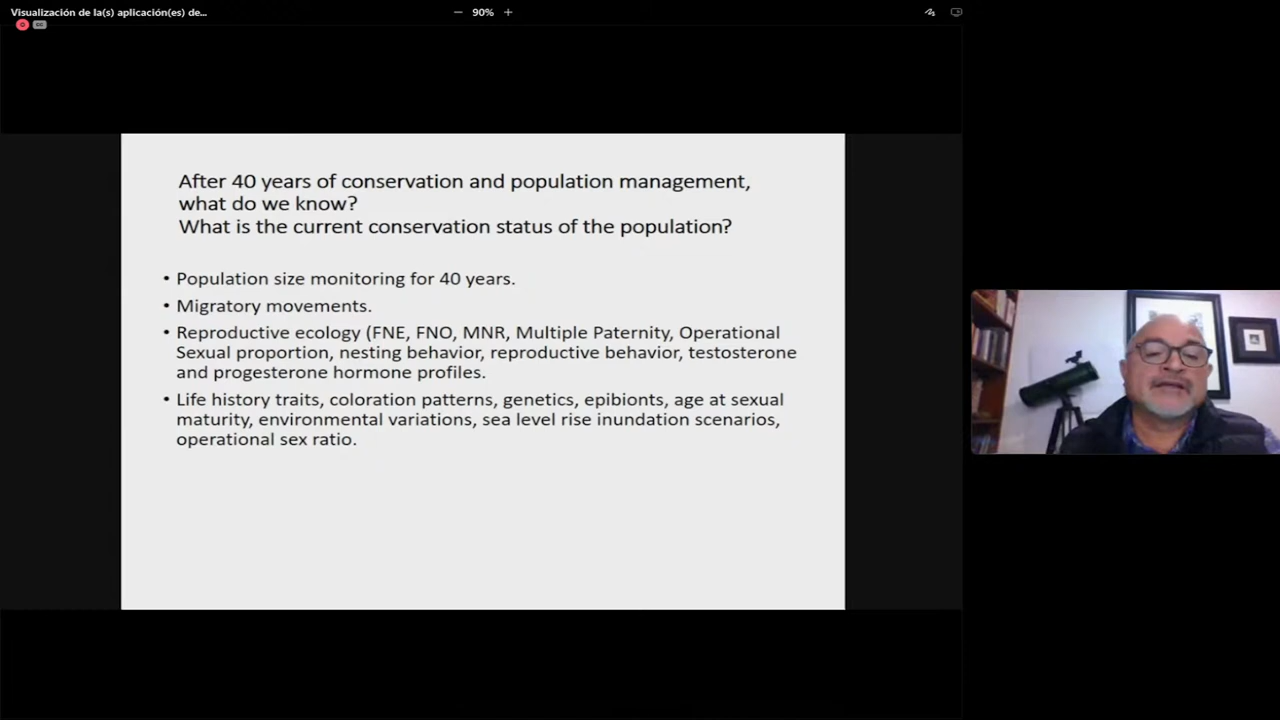 Visualización de la(s) aplicación(es) de...
90%
CC
After 40 years of conservation and population management,
what do we know?
What is the current conservation status of the population?
• Population size monitoring for 40 years.
• Migratory movements.
• Reproductive ecology (FNE, FNO, MNR, Multiple Paternity, Operational
Sexual proportion, nesting behavior, reproductive behavior, testosterone
and progesterone hormone profiles.
• Life history traits, coloration patterns, genetics, epibionts, age at sexual
maturity, environmental variations, sea level rise inundation scenarios,
operational sex ratio.